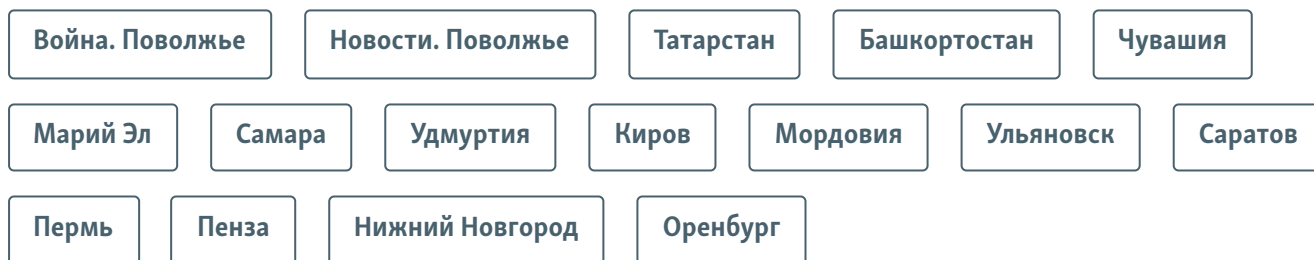 Война. Поволжье Новости. Поволжье Татарстан Башкортостан Чувашия
Марий Эл Самара Удмуртия Киров Мордовия Ульяновск Саратов
Пермь Пенза Нижний Новгород Оренбург